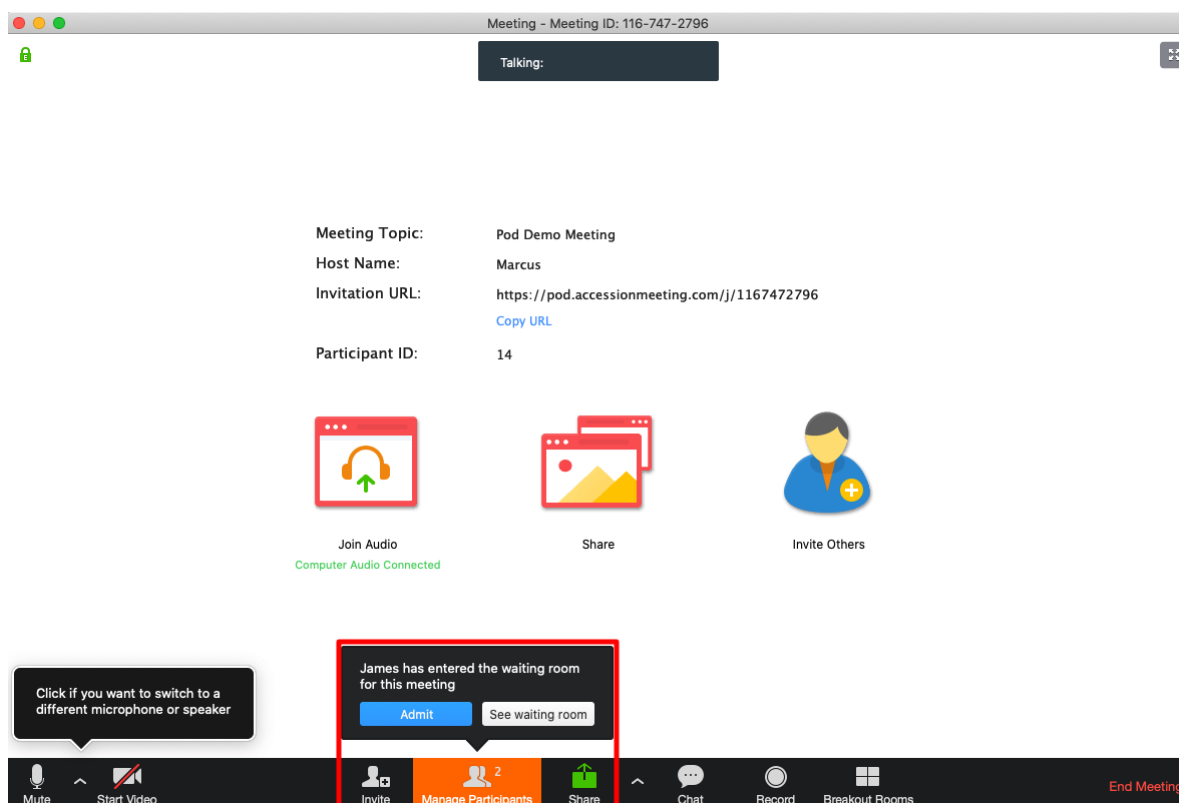 Meeting - Meeting ID: 116-747-2796
E
Talking:
Meeting Topic: Pod Demo Meeting
Host Name: Marcus
Invitation URL: https://pod.accessionmeeting.com/j/1167472796
Copy URL
Participant ID: 14
Join Audio Share Invite Others
Computer Audio Connected
James has entered the waiting room
for this meeting
Admit See waiting room
Click if you want to switch to a
different microphone or speaker
2
Mute Start Video Invite Manage Participants Share Chat Record Breakout Rooms End Meeting